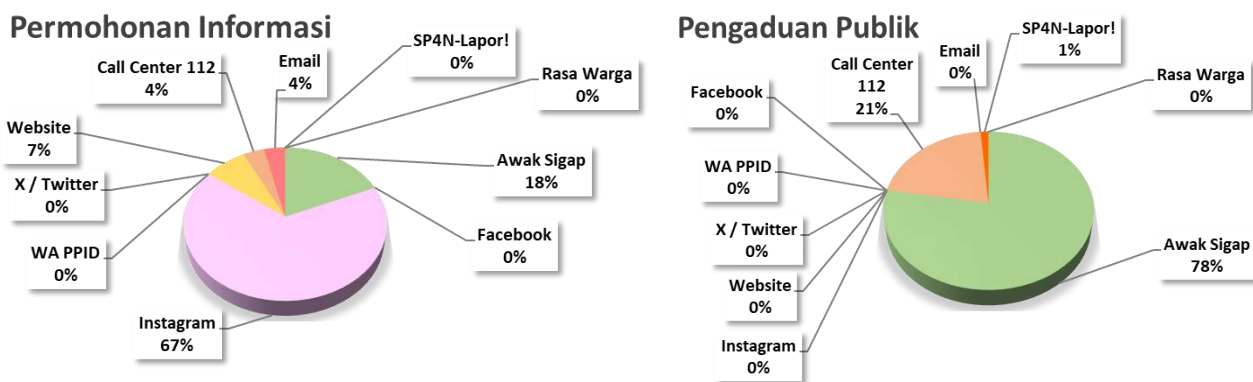 Permohonan Informasi
SP4N-Lapor!
0%
Email
4%
Call Center 112
4%
Rasa Warga
0%
Website
7%
Awak Sigap
18%
X / Twitter
0%
Facebook
0%
WA PPID
0%
Instagram
67%
Pengaduan Publik
SP4N-Lapor!
1%
Email
0%
Call Center
112
21%
Rasa Warga
0%
Facebook
0%
WA PPID
0%
X / Twitter
0%
Awak Sigap
78%
Website
0%
Instagram
0%